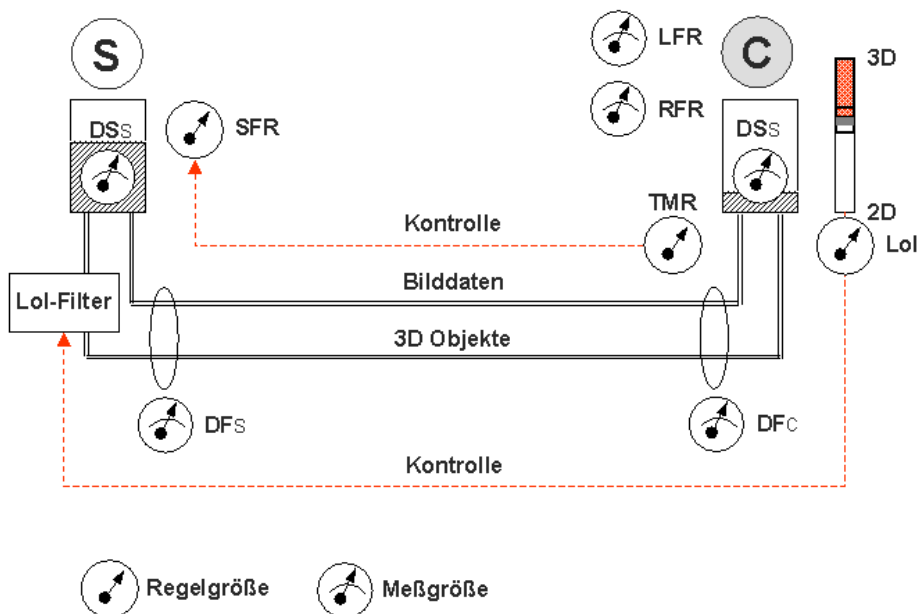 S
LFR
C
3D
RFR
DSs
SFR
DSs
TMR
2D
Kontrolle
LoI
Bilddaten
LoI-Filter
3D Objekte
DFs
DFc
Kontrolle
Regelgröße
Meßgröße